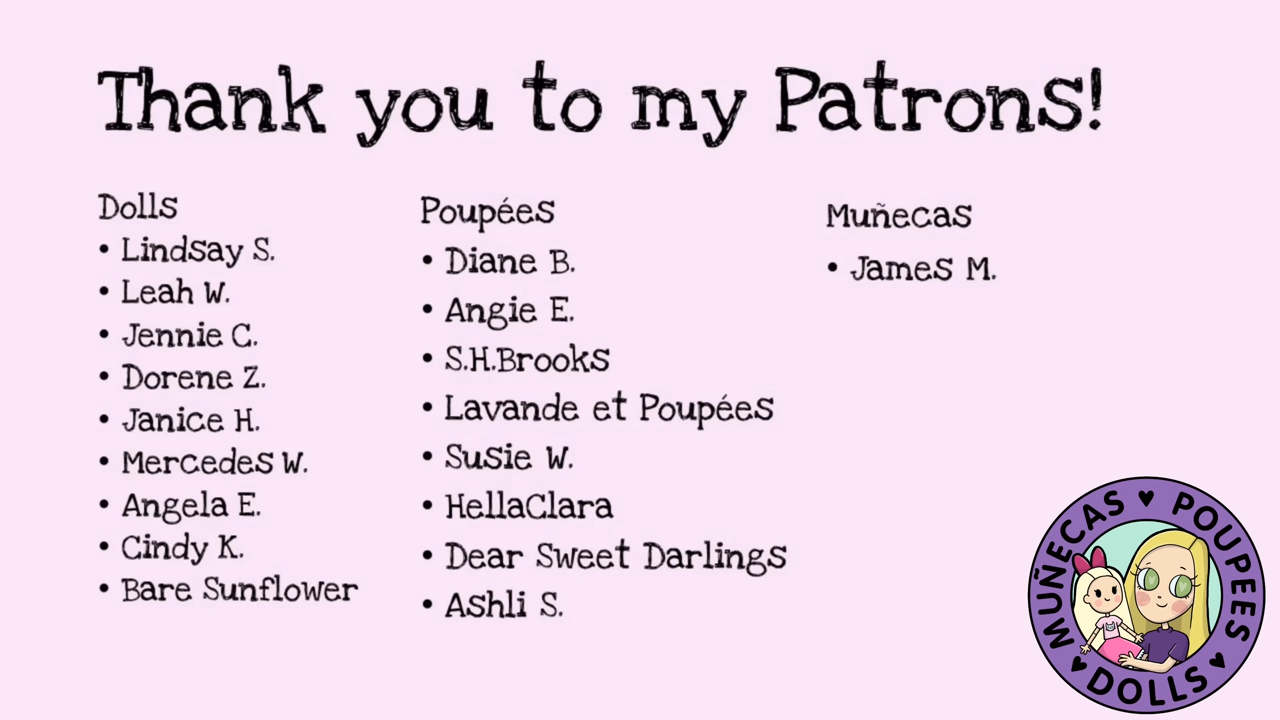 Thank you to my Patrons!
Dolls
• Lindsay S.
• Leah W.
• Jennie C.
• Dorene Z.
• Janice H.
• Mercedes W.
• Angela E.
• Cindy K.
• Bare Sunflower
Poupées
• Diane B.
• Angie E.
• S.H.Brooks
• Lavande et Poupées
• Susie W.
• HellaClara
• Dear Sweet Darlings
• Ashli S.
Muñecas
• James M.
MUÑECAS ♥ POUPEES ♥ DOLLS ♥